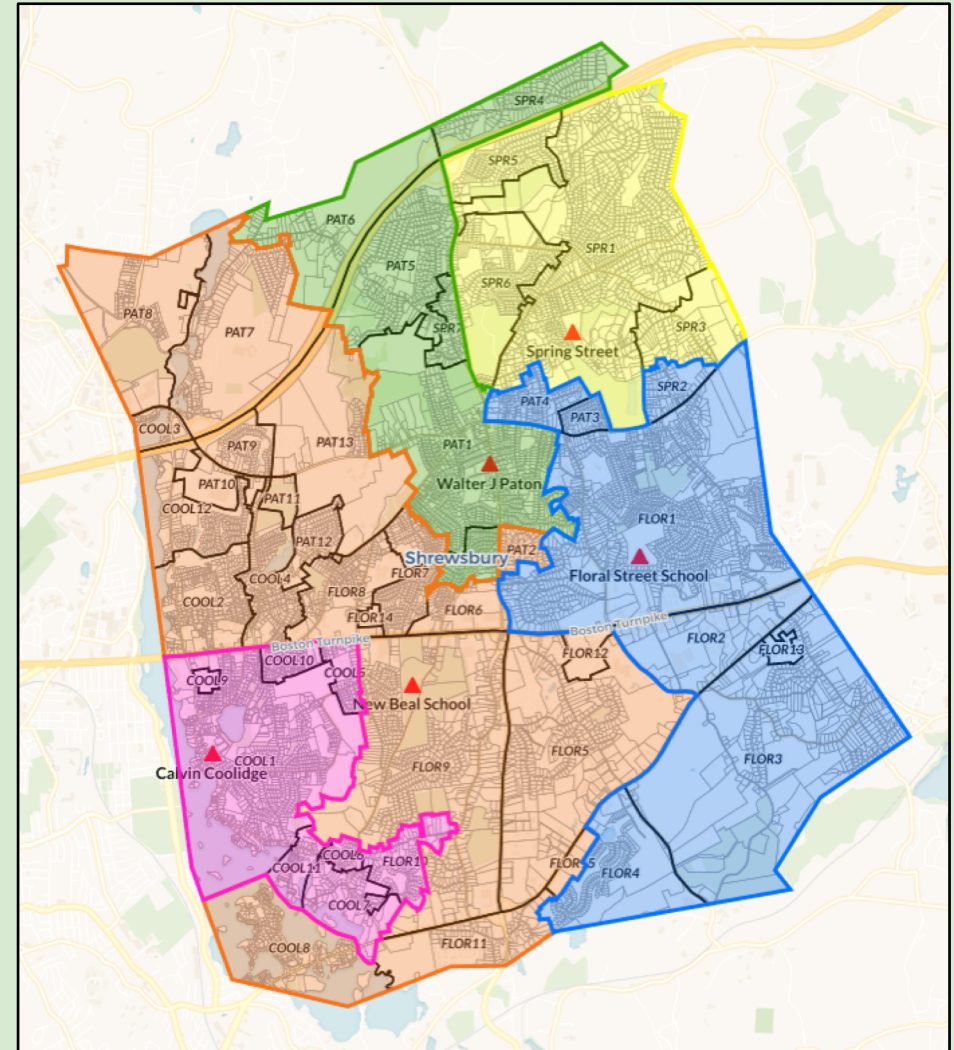 SPR4
SPR5
PAT6
SPR1
PAT5
SPR6
PAT8
PAT7
SPR7
SPR3
Spring Street
SPR2
PAT4
PAT3
COOL3
PAT9
PAT13
PAT1
Walter J Paton
PAT10
PAT11
COOL12
FLOR1
PAT12
PAT2
Shrewsbury
FLOR7
Floral Street School
COOL4
FLOR8
COOL2
FLOR14
FLOR6
Boston Turnpike
Boston Turnpike
FLOR2
FLOR12
FLOR13
COOL10
COOL9
COOL5
New Beal School
FLOR5
COOL1
FLOR3
Calvin Coolidge
FLOR9
COOL6
FLOR10
COOL11
FLOR4
COOL7
FLOR11
COOL8